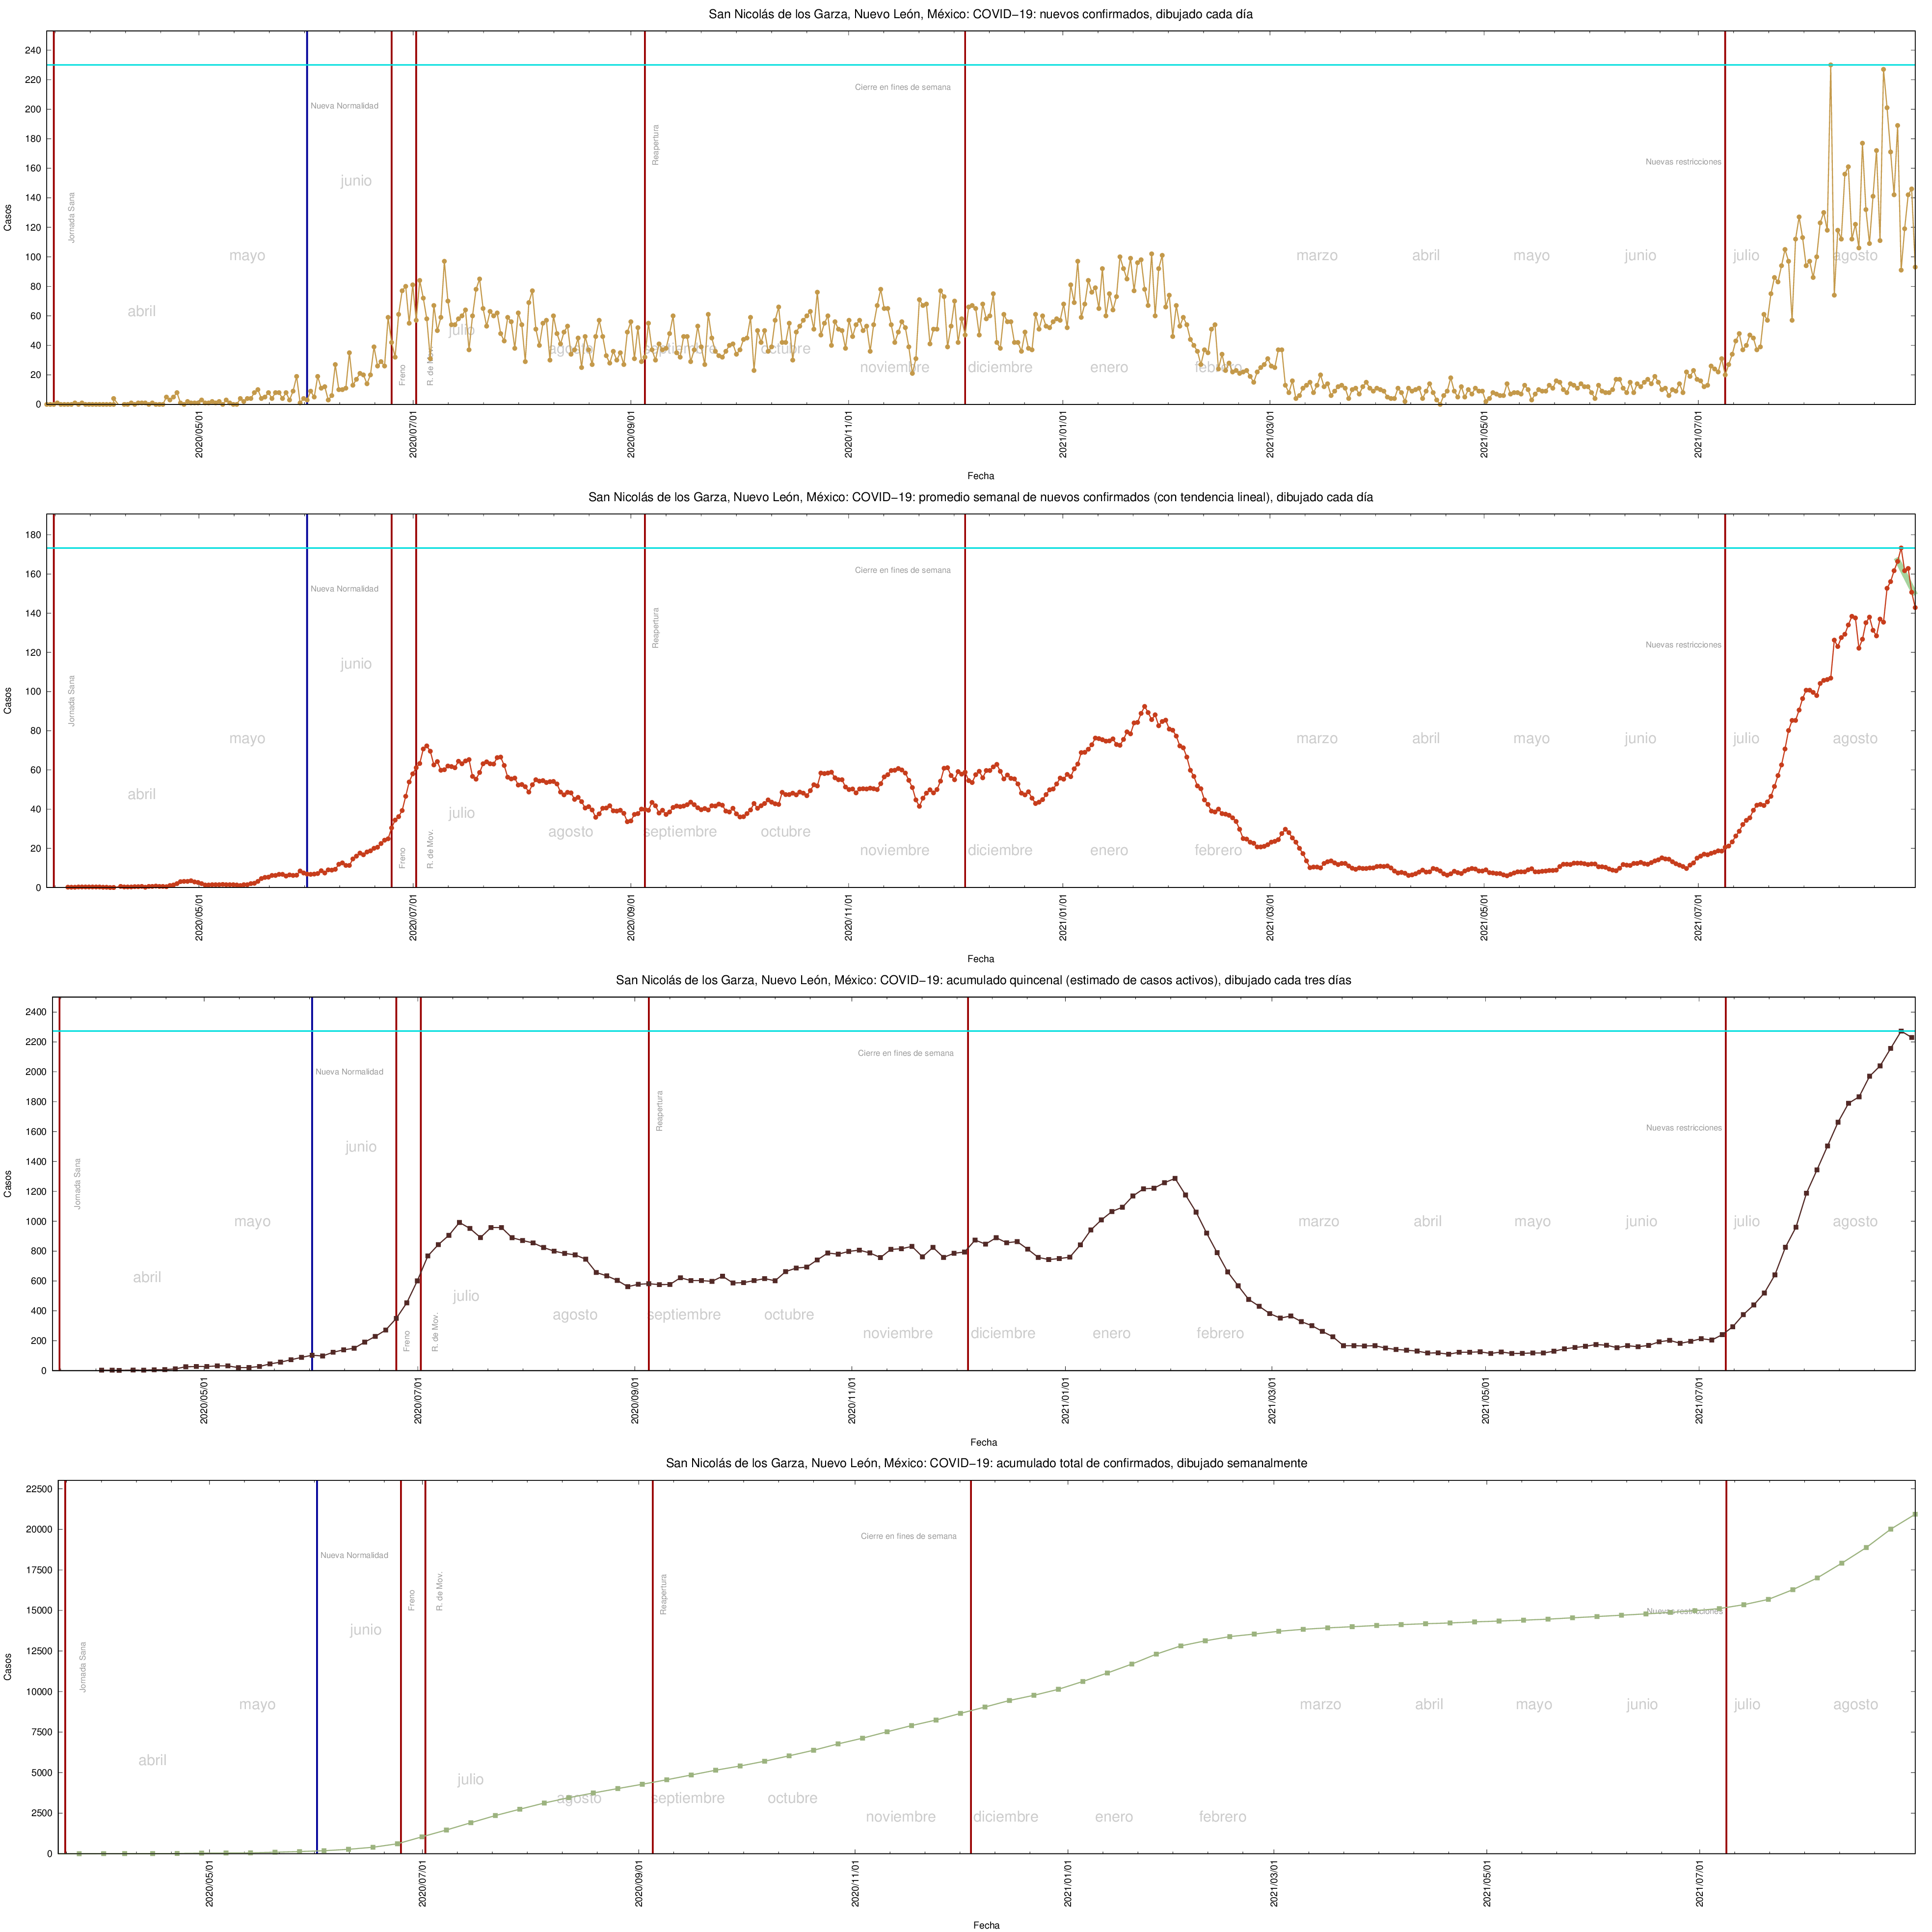 San Nicolás de los Garza, Nuevo León, México: COVID−19: nuevos confirmados, dibujado cada día
240
220
200
180
160
140
120
100
80
60
40
20
0
Casos
Jornada Sana
Nueva Normalidad
Freno
R. de Mov.
Reapertura
Cierre en fines de semana
Nuevas restricciones
abril
mayo
junio
julio
agosto
septiembre
octubre
noviembre
diciembre
enero
febrero
marzo
abril
mayo
junio
julio
agosto
2020/05/01
2020/07/01
2020/09/01
2020/11/01
2021/01/01
2021/03/01
2021/05/01
2021/07/01
Fecha
San Nicolás de los Garza, Nuevo León, México: COVID−19: promedio semanal de nuevos confirmados (con tendencia lineal), dibujado cada día
180
160
140
120
100
80
60
40
20
0
Casos
Jornada Sana
Nueva Normalidad
Freno
R. de Mov.
Reapertura
Cierre en fines de semana
Nuevas restricciones
abril
mayo
junio
julio
agosto
septiembre
octubre
noviembre
diciembre
enero
febrero
marzo
abril
mayo
junio
julio
agosto
2020/05/01
2020/07/01
2020/09/01
2020/11/01
2021/01/01
2021/03/01
2021/05/01
2021/07/01
Fecha
San Nicolás de los Garza, Nuevo León, México: COVID−19: acumulado quincenal (estimado de casos activos), dibujado cada tres días
2400
2200
2000
1800
1600
1400
1200
1000
800
600
400
200
0
Casos
Jornada Sana
Nueva Normalidad
Freno
R. de Mov.
Reapertura
Cierre en fines de semana
Nuevas restricciones
abril
mayo
junio
julio
agosto
septiembre
octubre
noviembre
diciembre
enero
febrero
marzo
abril
mayo
junio
julio
agosto
2020/05/01
2020/07/01
2020/09/01
2020/11/01
2021/01/01
2021/03/01
2021/05/01
2021/07/01
Fecha
San Nicolás de los Garza, Nuevo León, México: COVID−19: acumulado total de confirmados, dibujado semanalmente
22500
20000
17500
15000
12500
10000
7500
5000
2500
0
Casos
Jornada Sana
Nueva Normalidad
Freno
R. de Mov.
Reapertura
Cierre en fines de semana
Nuevas restricciones
abril
mayo
junio
julio
agosto
septiembre
octubre
noviembre
diciembre
enero
febrero
marzo
abril
mayo
junio
julio
agosto
2020/05/01
2020/07/01
2020/09/01
2020/11/01
2021/01/01
2021/03/01
2021/05/01
2021/07/01
Fecha